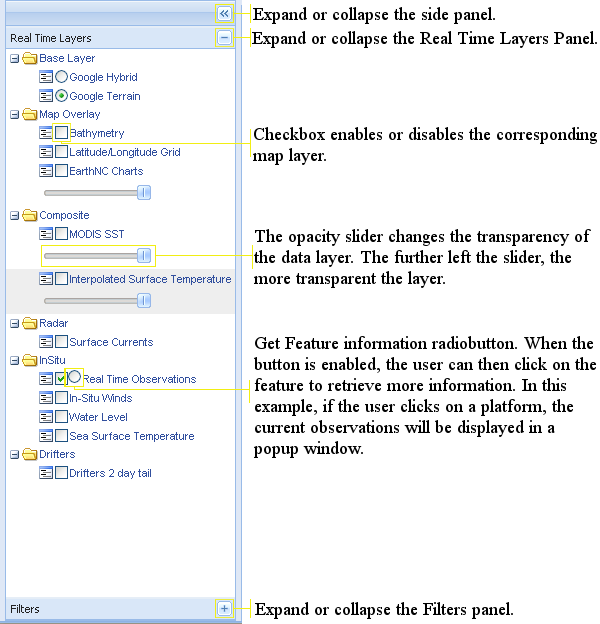 Expand or collapse the side panel.
Real Time Layers
Expand or collapse the Real Time Layers Panel.
Base Layer
Google Hybrid
Google Terrain
Map Overlay
Bathymetry
Checkbox enables or disables the corresponding
map layer.
Latitude/Longitude Grid
EarthNC Charts
Composite
MODIS SST
The opacity slider changes the transparency of
the data layer. The further left the slider, the
more transparent the layer.
Interpolated Surface Temperature
Radar
Surface Currents
InSitu
Real Time Observations
Get Feature information radiobutton. When the
button is enabled, the user can then click on the
feature to retrieve more information. In this
example, if the user clicks on a platform, the
current observations will be displayed in a
popup window.
In-Situ Winds
Water Level
Sea Surface Temperature
Drifters
Drifters 2 day tail
Filters
Expand or collapse the Filters panel.